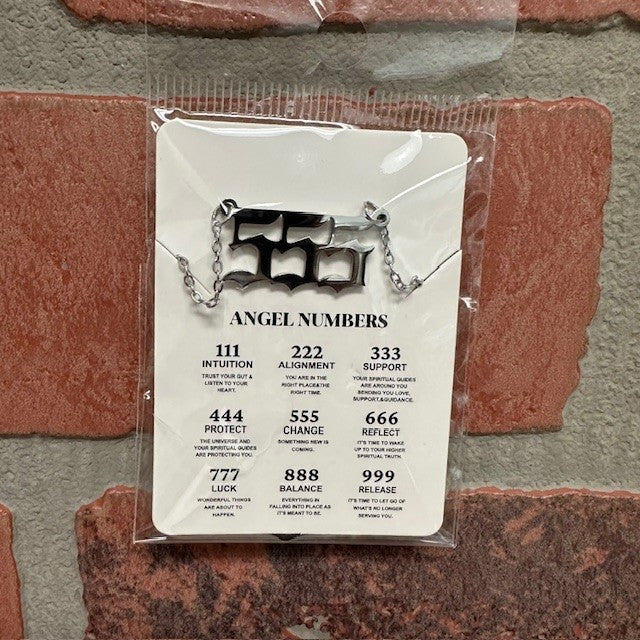 555
ANGEL NUMBERS
111 222 333
INTUITION ALIGNMENT SUPPORT
TRUST YOUR GUT &
LISTEN TO YOUR
HEART.
YOU ARE IN THE
RIGHT PLACE&THE
RIGHT TIME.
YOUR SPIRITUAL GUIDES
ARE AROUND YOU
SENDING YOU LOVE,
SUPPORT,&GUIDANCE.
444 555 666
PROTECT CHANGE REFLECT
THE UNIVERSE AND
YOUR SPIRITUAL GUIDES
ARE PROTECTING YOU.
SOMETHING NEW IS
COMING.
IT'S TIME TO WAKE
UP TO YOUR HIGHER
SPIRITUAL TRUTH.
777 888 999
LUCK BALANCE RELEASE
WONDERFUL THINGS
ARE ABOUT TO
HAPPEN.
EVERYTHING IN
FALLING INTO PLACE AS
IT'S MEANT TO BE.
IT'S TIME TO LET GO OF
WHAT'S NO LONGER
SERVING YOU.